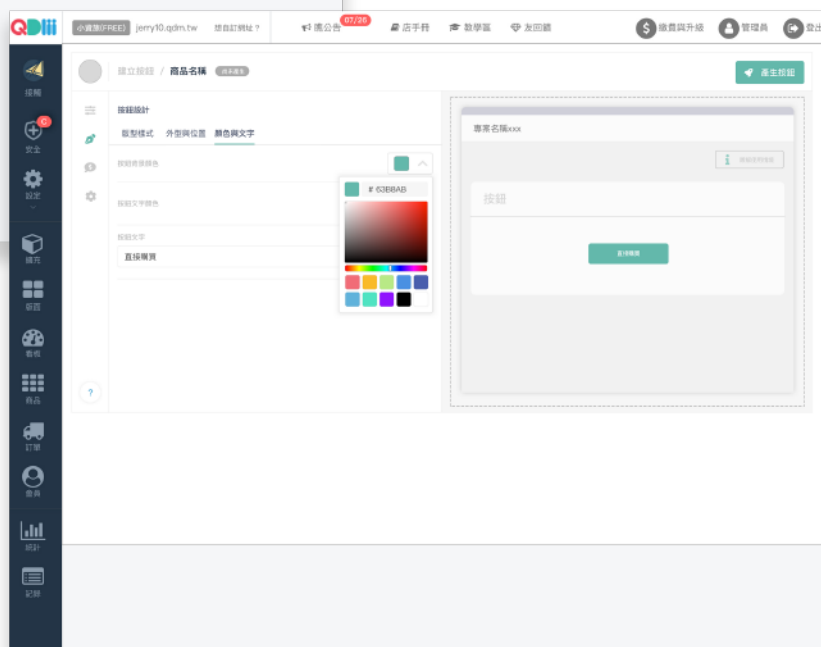 QDⅲ
小資族(FREE) jerry10.qdm.tw 想自訂網址？
公告 07/26
店手冊
教學區
友回饋
繳費與升級
管理員
登出
接觸
安全
0
設定
擴充
版面
看板
商品
訂單
會員
統計
記錄
建立按鈕 / 商品名稱
產生按鈕
按鈕設計
版型樣式 外型與位置 顏色與文字
按鈕背景顏色
# 63B8AB
按鈕文字顏色
按鈕文字
直接購買
?
專案名稱xxx
按鈕
直接購買